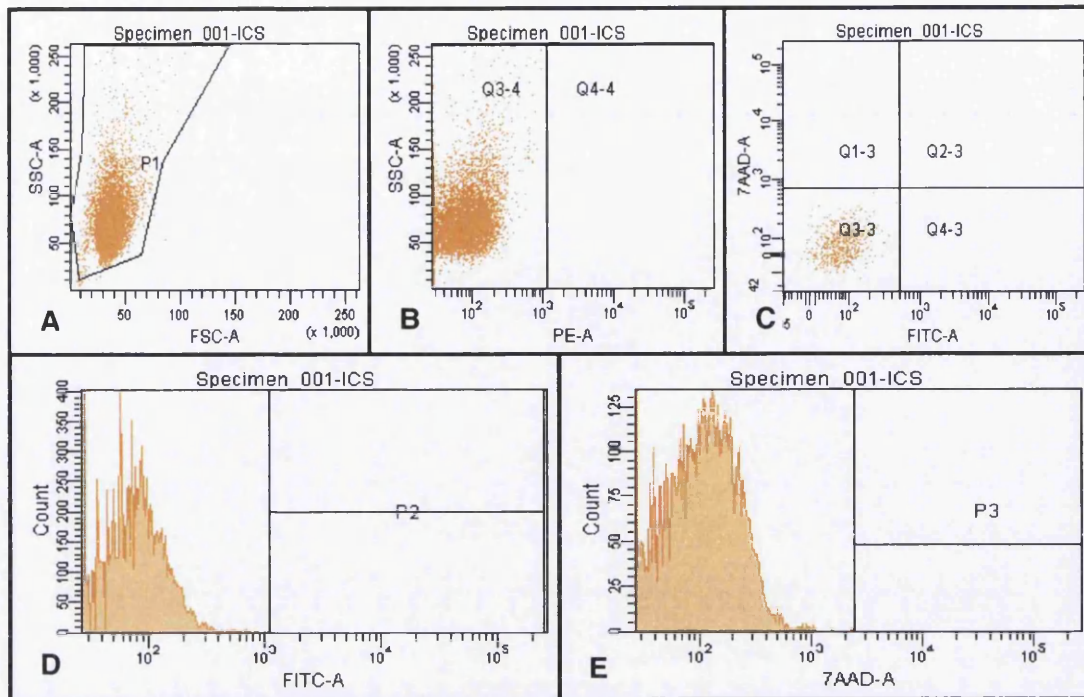 Specimen_001-ICS
SSC-A
(x 1,000)
50 100 150 200 250
P1
50 100 150 200 250
(x 1,000)
FSC-A
A
Specimen_001-ICS
SSC-A
(x 1,000)
50 100 150 200 250
Q3-4 Q4-4
10² 10³ 10⁴ 10⁵
PE-A
B
Specimen_001-ICS
7AAD-A
42 10² 10³ 10⁴ 10⁵
Q1-3 Q2-3
Q3-3 Q4-3
5 0 10² 10³ 10⁴ 10⁵
FITC-A
C
Specimen_001-ICS
Count
0 50 100 150 200 250 300 350 400
P2
10² 10³ 10⁴ 10⁵
FITC-A
D
Specimen_001-ICS
Count
0 25 50 75 100 125
P3
10² 10³ 10⁴ 10⁵
7AAD-A
E